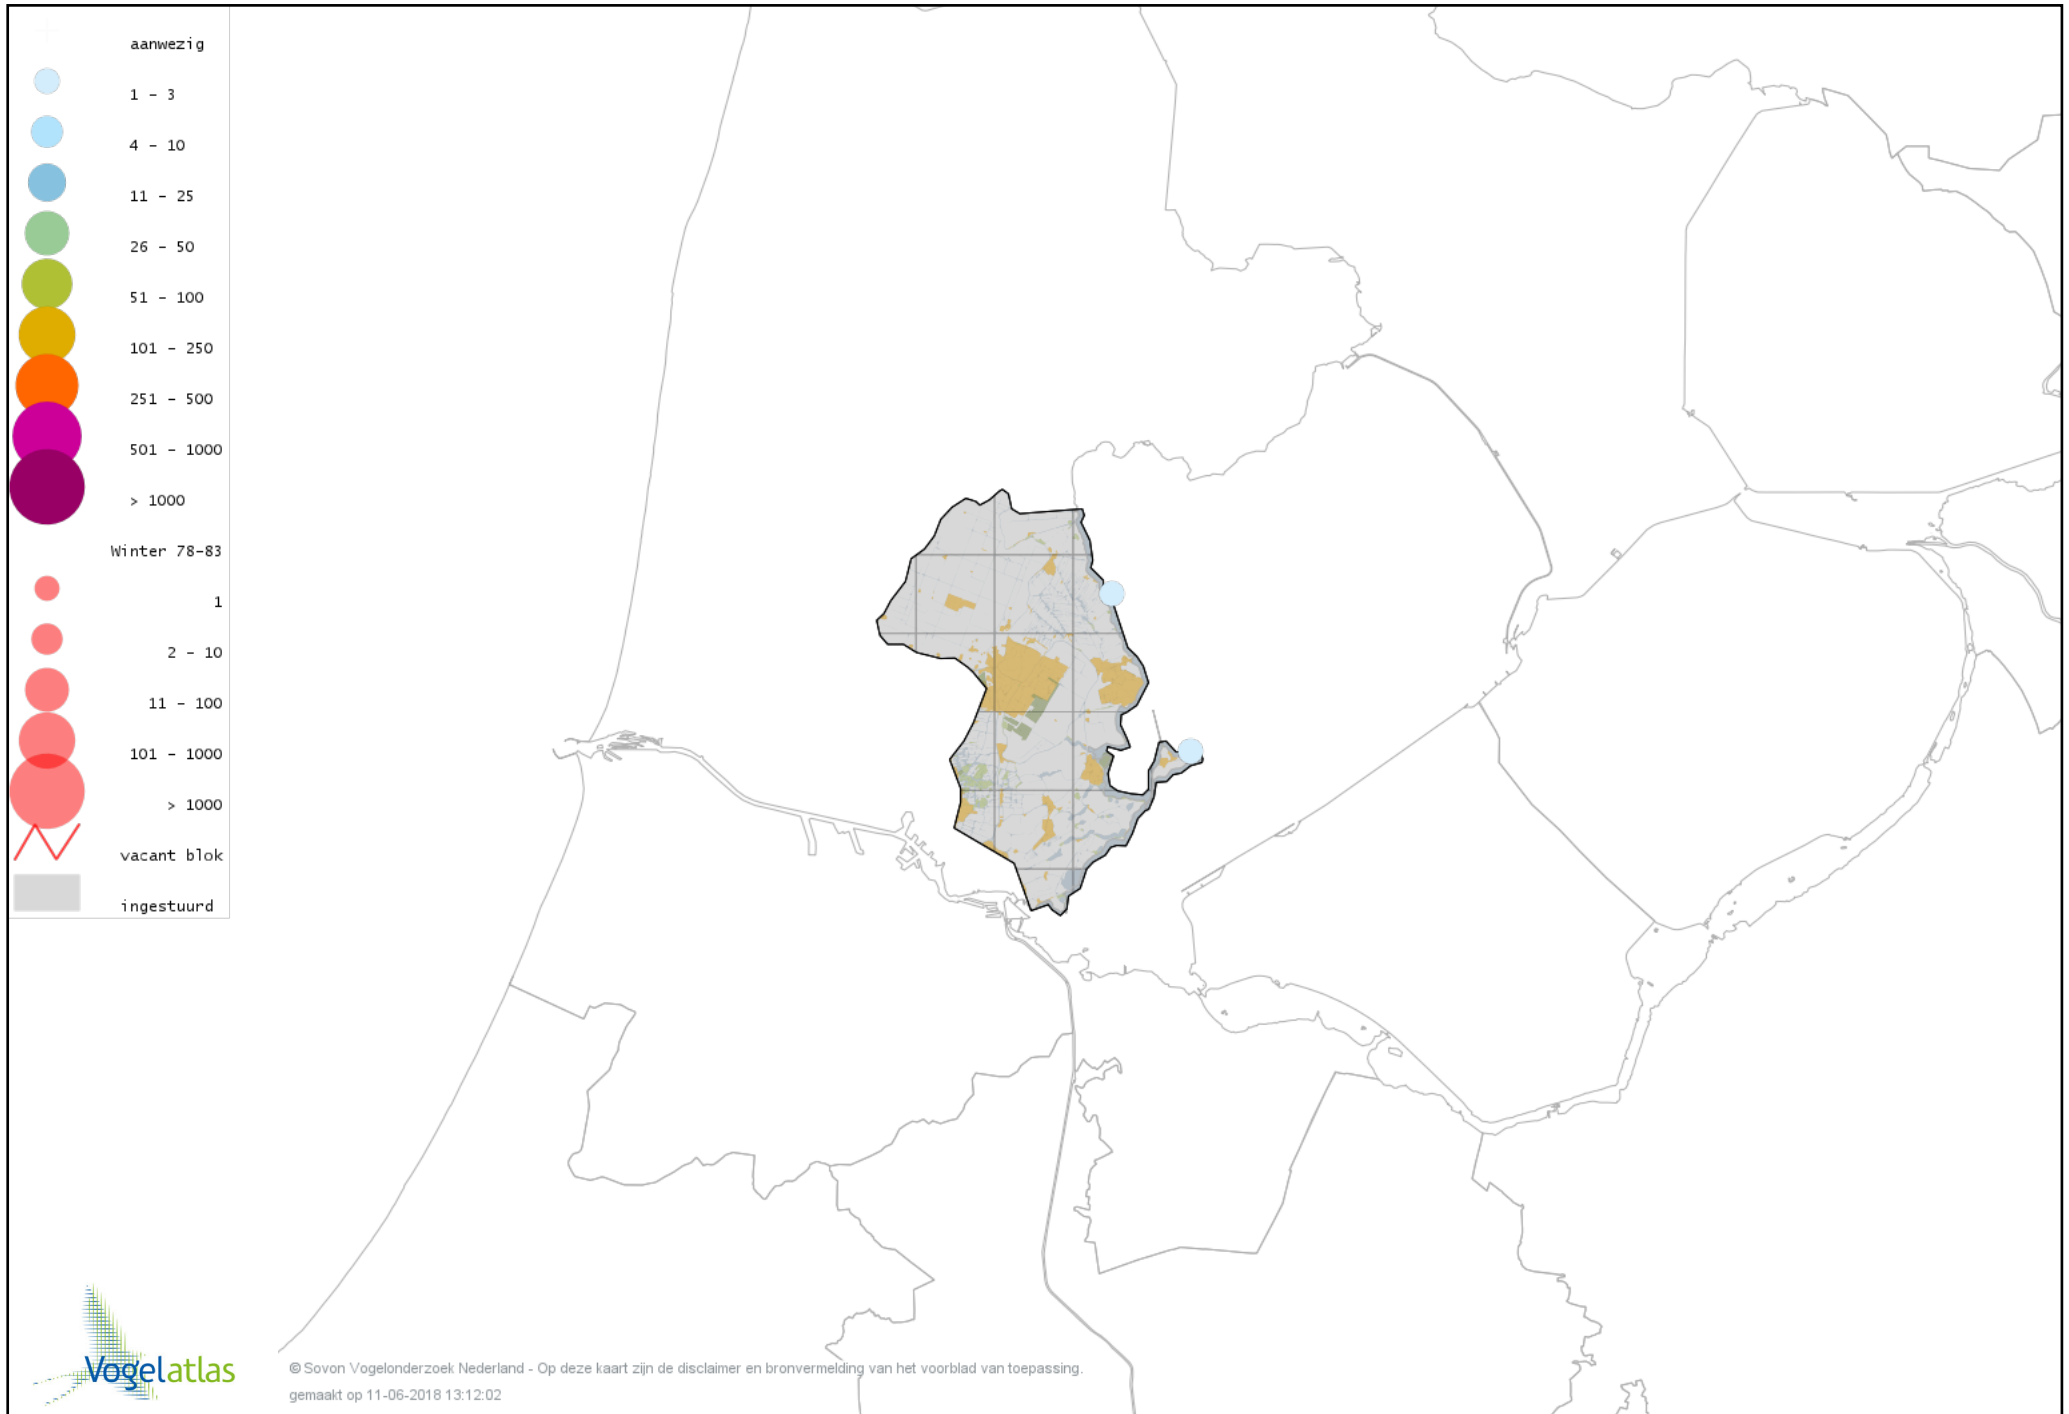 aanwezig
1 - 3
4 - 10
11 - 25
26 - 50
51 - 100
101 - 250
251 - 500
501 - 1000
> 1000
Winter 78-83
1
2 - 10
11 - 100
101 - 1000
> 1000
vacant blok
ingestuurd
Vogelatlas
© Sovon Vogelonderzoek Nederland - Op deze kaart zijn de disclaimer en bronvermelding van het voorblad van toepassing.
gemaakt op 11-06-2018 13:12:02